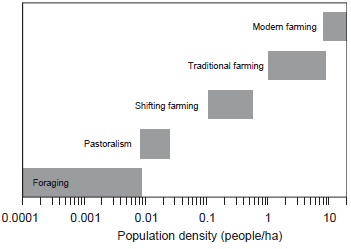 Modern farming
Traditional farming
Shifting farming
Pastoralism
Foraging
0.0001 0.001 0.01 0.1 1 10
Population density (people/ha)